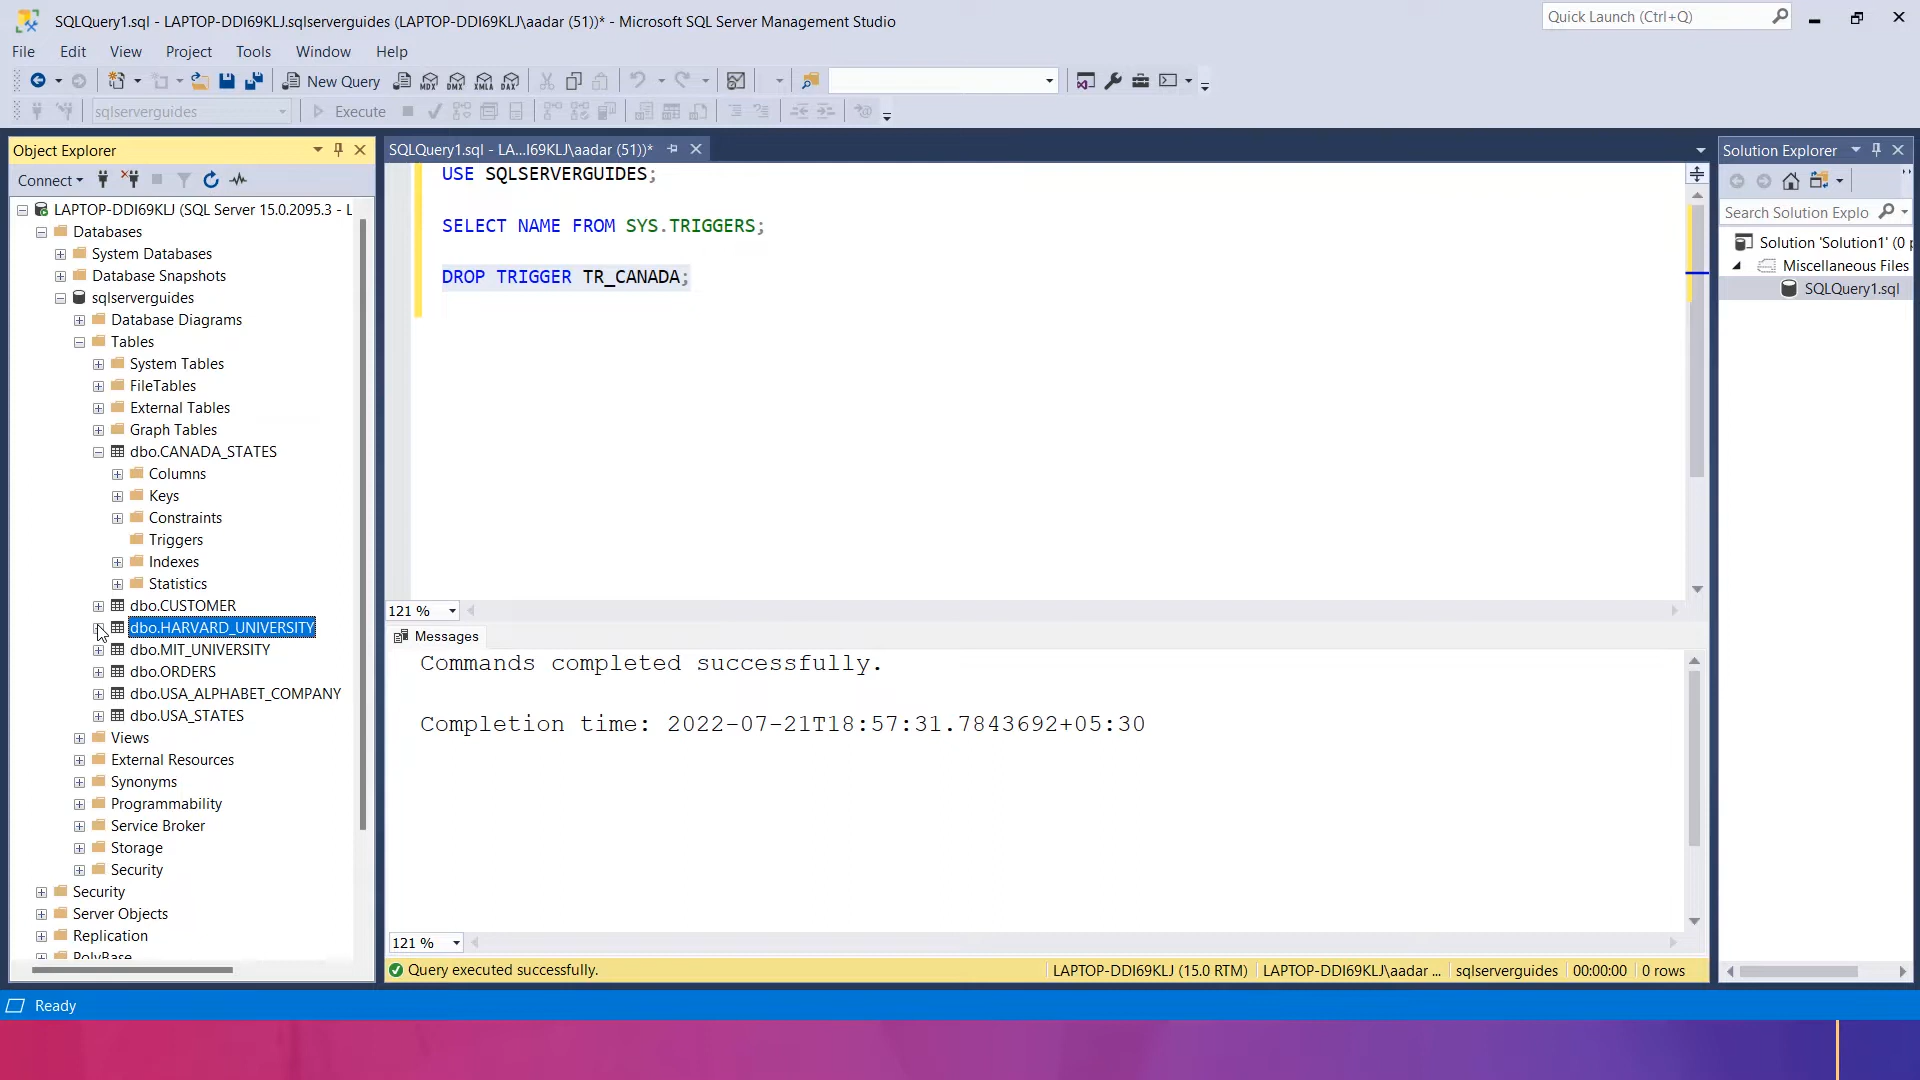 SQLQuery1.sql - LAPTOP-DDI69KLJ.sqlserverguides (LAPTOP-DDI69KLJ\aadar (51))* - Microsoft SQL Server Management Studio
Quick Launch (Ctrl+Q)
File Edit View Project Tools Window Help
New Query MDX DMX XMLA DAX
sqlserverguides Execute
Object Explorer
SQLQuery1.sql - LA...I69KLJ\aadar (51))*
Solution Explorer
Connect
Search Solution Explo
LAPTOP-DDI69KLJ (SQL Server 15.0.2095.3 - L
Databases
System Databases
Database Snapshots
sqlserverguides
Database Diagrams
Tables
System Tables
FileTables
External Tables
Graph Tables
dbo.CANADA_STATES
Columns
Keys
Constraints
Triggers
Indexes
Statistics
dbo.CUSTOMER
dbo.HARVARD_UNIVERSITY
dbo.MIT_UNIVERSITY
dbo.ORDERS
dbo.USA_ALPHABET_COMPANY
dbo.USA_STATES
Views
External Resources
Synonyms
Programmability
Service Broker
Storage
Security
Security
Server Objects
Replication
PolyBase
USE SQLSERVERGUIDES;
SELECT NAME FROM SYS.TRIGGERS;
DROP TRIGGER TR_CANADA;
121 %
Messages
Commands completed successfully.
Completion time: 2022-07-21T18:57:31.7843692+05:30
121 %
Query executed successfully. LAPTOP-DDI69KLJ (15.0 RTM) LAPTOP-DDI69KLJ\aadar ... sqlserverguides 00:00:00 0 rows
Solution 'Solution1' (0 p
Miscellaneous Files
SQLQuery1.sql
Ready